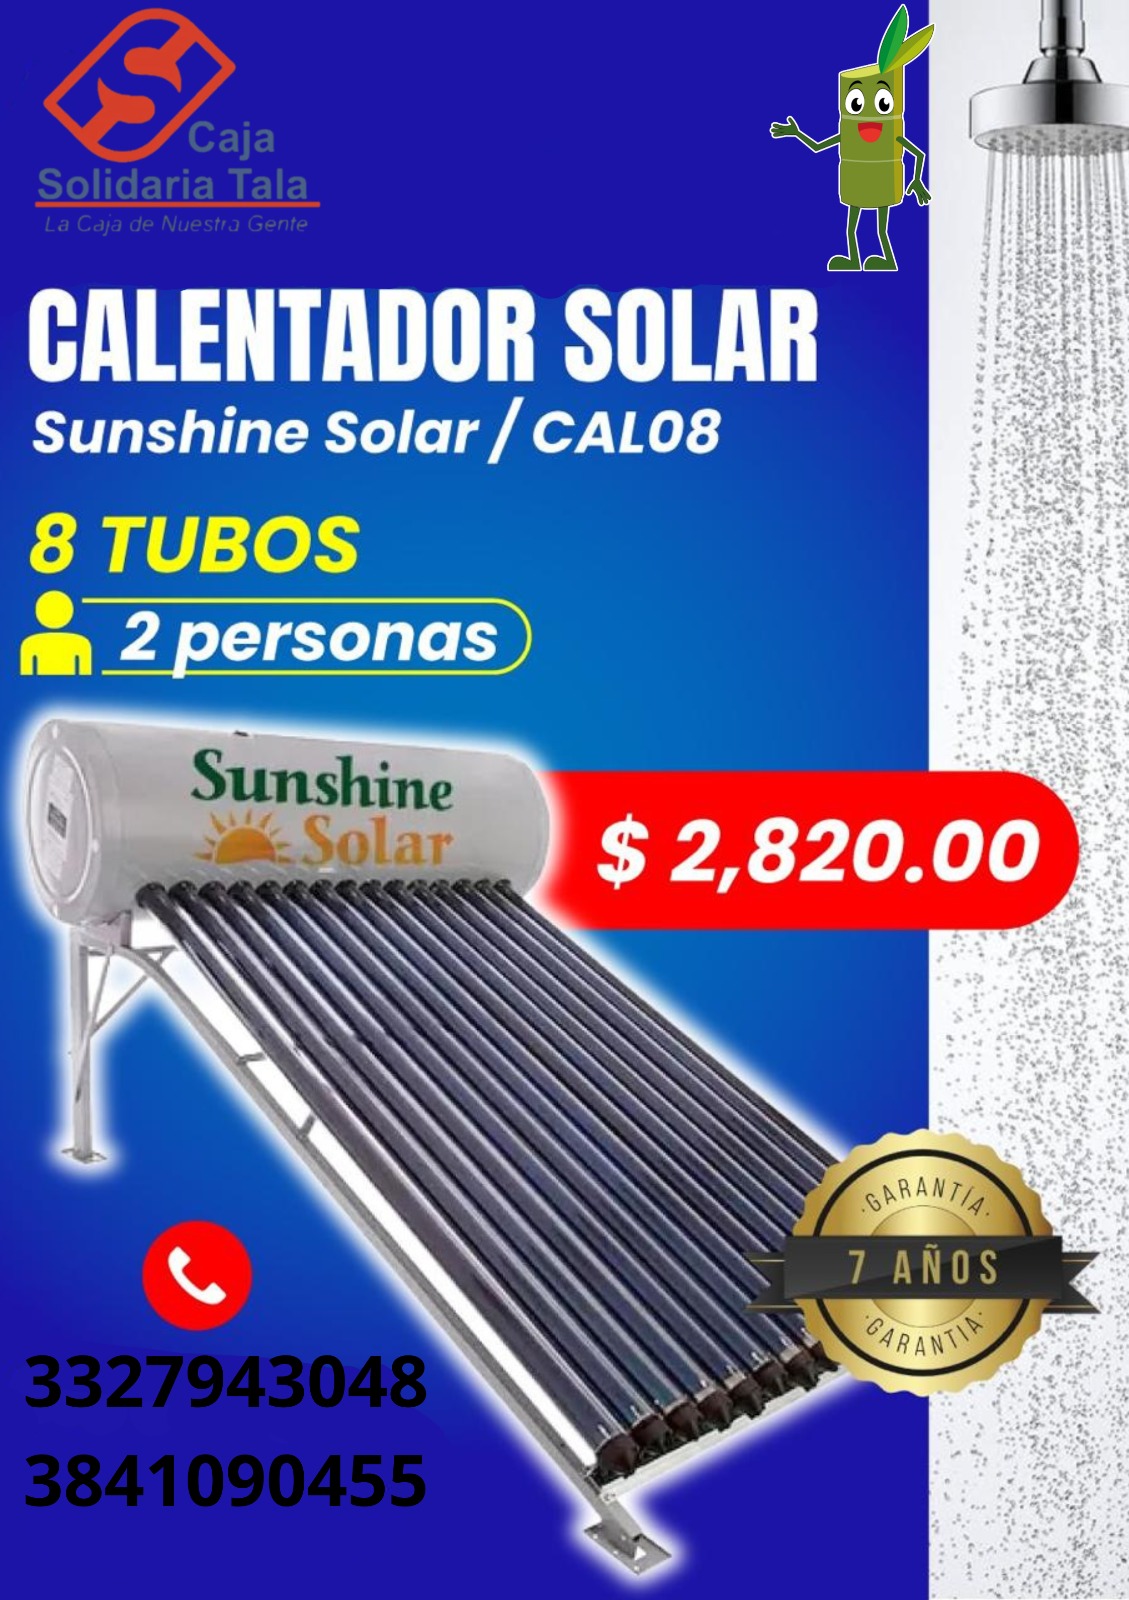 Caja
Solidaria Tala
La Caja de Nuestra Gente
CALENTADOR SOLAR
Sunshine Solar / CAL08
8 TUBOS
2 personas
Sunshine
Solar
$ 2,820.00
·GARANTÍA·
7 AÑOS
·GARANTIA·
3327943048
3841090455